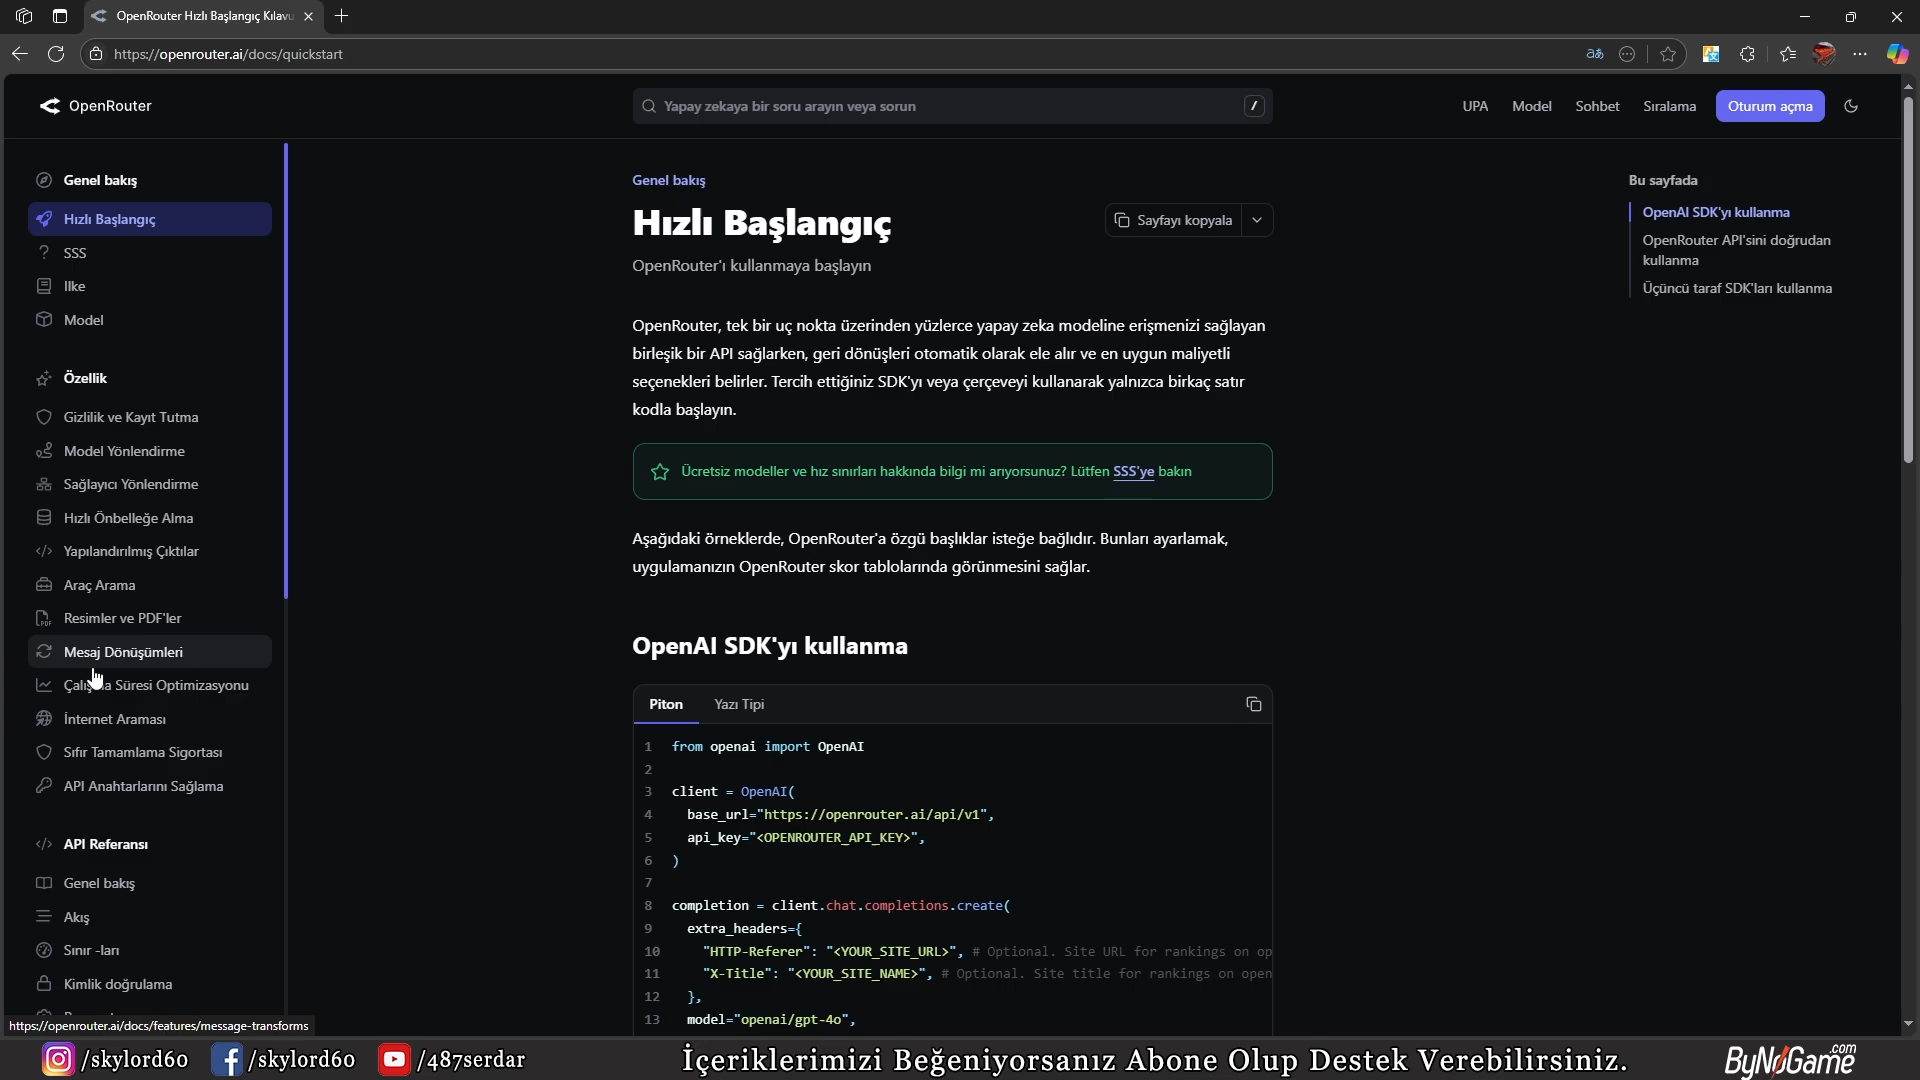 OpenRouter Hızlı Başlangıç Kılavu
https://openrouter.ai/docs/quickstart
OpenRouter
Yapay zekaya bir soru arayın veya sorun
/
UPA
Model
Sohbet
Sıralama
Oturum açma
Genel bakış
Hızlı Başlangıç
SSS
Ilke
Model
Özellik
Gizlilik ve Kayıt Tutma
Model Yönlendirme
Sağlayıcı Yönlendirme
Hızlı Önbelleğe Alma
Yapılandırılmış Çıktılar
Araç Arama
Resimler ve PDF'ler
Mesaj Dönüşümleri
Süresi Optimizasyonu
İnternet Araması
Sıfır Tamamlama Sigortası
API Anahtarlarını Sağlama
API Referansı
Genel bakış
Akış
Sınır -ları
Kimlik doğrulama
https://openrouter.ai/docs/features/message-transforms
Genel bakış
Hızlı Başlangıç
Sayfayı kopyala
OpenRouter'ı kullanmaya başlayın
OpenRouter, tek bir uç nokta üzerinden yüzlerce yapay zeka modeline erişmenizi sağlayan
birleşik bir API sağlarken, geri dönüşleri otomatik olarak ele alır ve en uygun maliyetli
seçenekleri belirler. Tercih ettiğiniz SDK'yı veya çerçeveyi kullanarak yalnızca birkaç satır
kodla başlayın.
Ücretsiz modeller ve hız sınırları hakkında bilgi mi arıyorsunuz? Lütfen SSS'ye bakın
Aşağıdaki örneklerde, OpenRouter'a özgü başlıklar isteğe bağlıdır. Bunları ayarlamak,
uygulamanızın OpenRouter skor tablolarında görünmesini sağlar.
OpenAI SDK'yı kullanma
Piton
Yazı Tipi
1 from openai import OpenAI
2
3 client = OpenAI(
4 base_url="https://openrouter.ai/api/v1",
5 api_key="<OPENROUTER_API_KEY>",
6 )
7
8 completion = client.chat.completions.create(
9 extra_headers={
10 "HTTP-Referer": "<YOUR_SITE_URL>", # Optional. Site URL for rankings on op
11 "X-Title": "<YOUR_SITE_NAME>", # Optional. Site title for rankings on open
12 },
13 model="openai/gpt-4o",
Bu sayfada
OpenAI SDK'yı kullanma
OpenRouter API'sini doğrudan
kullanma
Üçüncü taraf SDK'ları kullanma
/skylord60
/skylord60
/487serdar
İçeriklerimizi Beğeniyorsanız Abone Olup Destek Verebilirsiniz.
ByNoGame.com